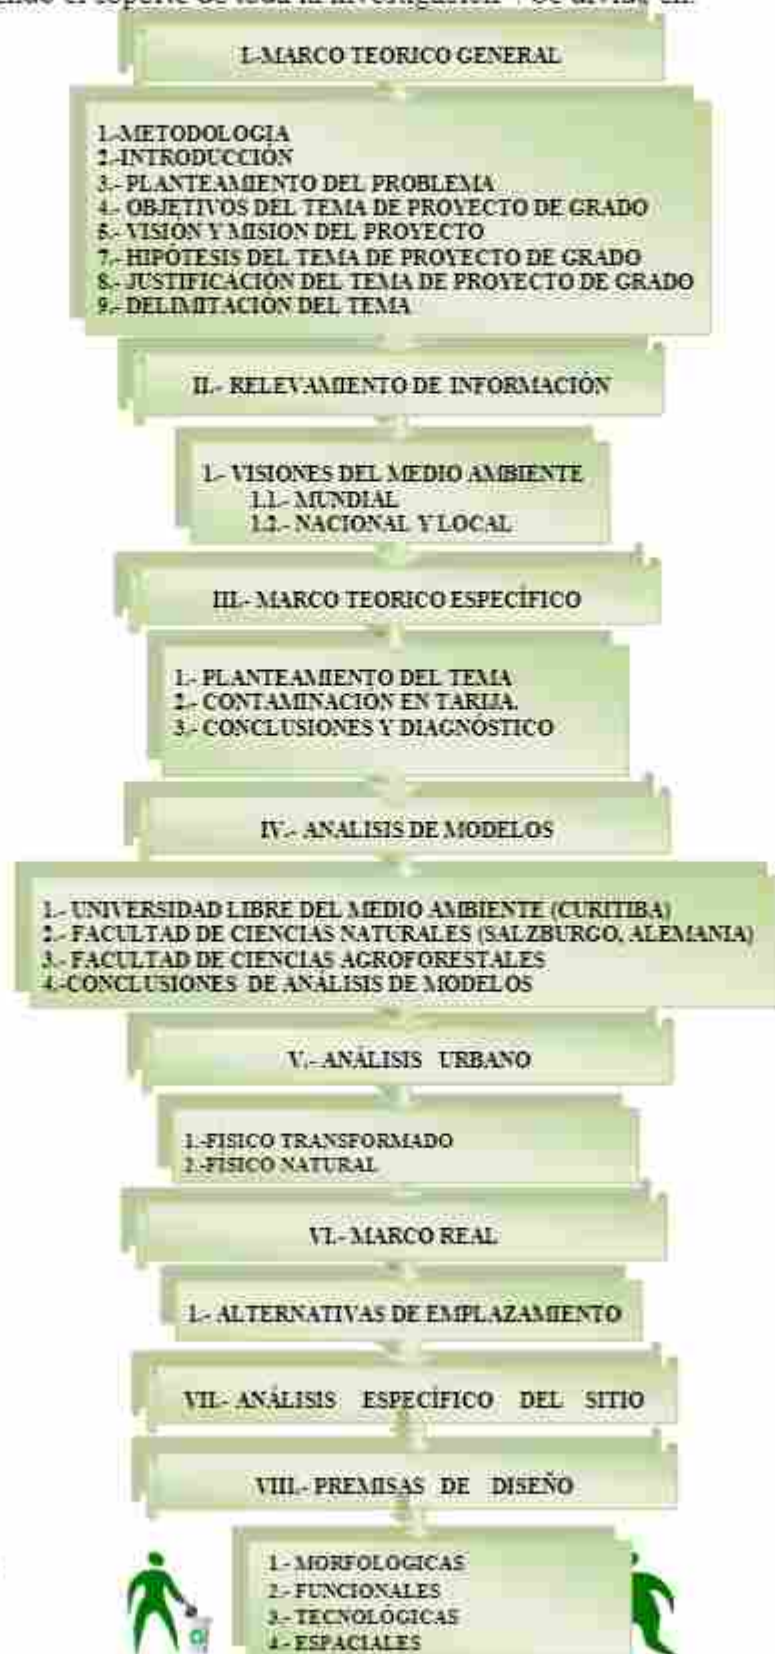 el soporte de toda la investigación
I.-MARCO TEORICO GENERAL
1.-METODOLOGIA
2.-INTRODUCCIÓN
3.- PLANTEAMIENTO DEL PROBLEMA
4.- OBJETIVOS DEL TEMA DE PROYECTO DE GRADO
6.- VISION Y MISION DEL PROYECTO
7.- HIPÓTESIS DEL TEMA DE PROYECTO DE GRADO
8.- JUSTIFICACIÓN DEL TEMA DE PROYECTO DE GRADO
9.- DELIMITACIÓN DEL TEMA
II.- RELEVAMIENTO DE INFORMACIÓN
1.- VISIONES DEL MEDIO AMBIENTE
1.1.- MUNDIAL
1.2.- NACIONAL Y LOCAL
III.- MARCO TEORICO ESPECÍFICO
1.- PLANTEAMIENTO DEL TEMA
2.- CONTAMINACIÓN EN TARIJA.
3.- CONCLUSIONES Y DIAGNÓSTICO
IV.- ANALISIS DE MODELOS
1.- UNIVERSIDAD LIBRE DEL MEDIO AMBIENTE (CURITIBA)
2.- FACULTAD DE CIENCIAS NATURALES (SALZBURGO, ALEMANIA)
3.- FACULTAD DE CIENCIAS AGROFORESTALES
4.-CONCLUSIONES DE ANÁLISIS DE MODELOS
V.- ANÁLISIS URBANO
1.-FISICO TRANSFORMADO
2.-FISICO NATURAL
VI.- MARCO REAL
1.- ALTERNATIVAS DE EMPLAZAMIENTO
VII.- ANÁLISIS ESPECÍFICO DEL SITIO
VIII.- PREMISAS DE DISEÑO
1.- MORFOLOGICAS
2.- FUNCIONALES
3.- TECNOLÓGICAS
4.- ESPACIALES